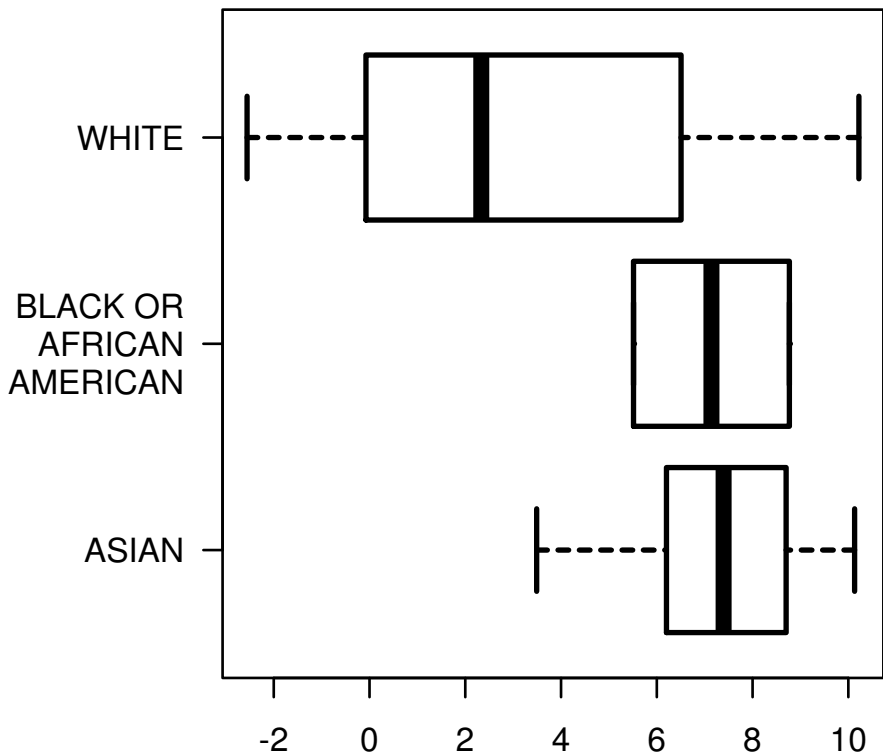 WHITE
BLACK OR
AFRICAN
AMERICAN
ASIAN
-2 0 2 4 6 8 10